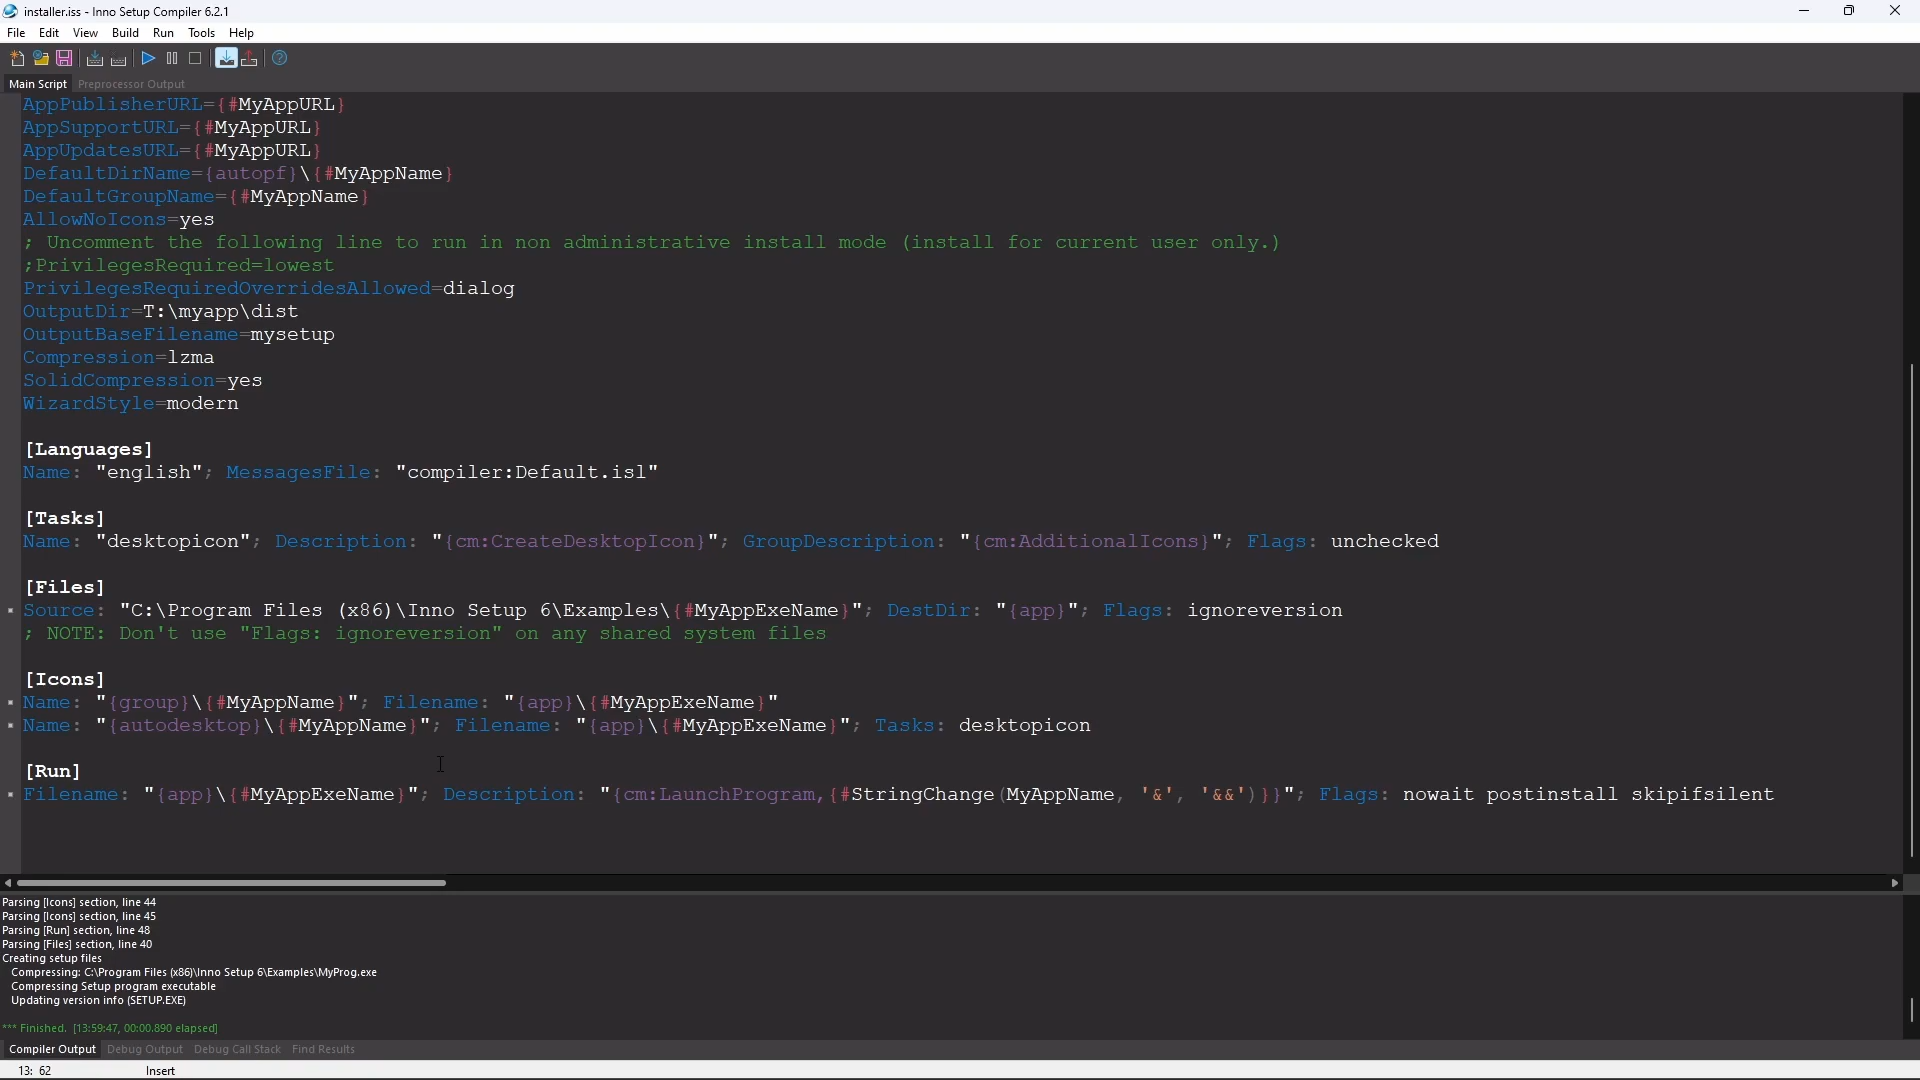 installer.iss - Inno Setup Compiler 6.2.1
File Edit View Build Run Tools Help
Main Script Preprocessor Output
AppPublisherURL={#MyAppURL}
AppSupportURL={#MyAppURL}
AppUpdatesURL={#MyAppURL}
DefaultDirName={autopf}\{#MyAppName}
DefaultGroupName={#MyAppName}
AllowNoIcons=yes
; Uncomment the following line to run in non administrative install mode (install for current user only.)
;PrivilegesRequired=lowest
PrivilegesRequiredOverridesAllowed=dialog
OutputDir=T:\myapp\dist
OutputBaseFilename=mysetup
Compression=lzma
SolidCompression=yes
WizardStyle=modern
[Languages]
Name: "english"; MessagesFile: "compiler:Default.isl"
[Tasks]
Name: "desktopicon"; Description: "{cm:CreateDesktopIcon}"; GroupDescription: "{cm:AdditionalIcons}"; Flags: unchecked
[Files]
Source: "C:\Program Files (x86)\Inno Setup 6\Examples\{#MyAppExeName}"; DestDir: "{app}"; Flags: ignoreversion
; NOTE: Don't use "Flags: ignoreversion" on any shared system files
[Icons]
Name: "{group}\{#MyAppName}"; Filename: "{app}\{#MyAppExeName}"
Name: "{autodesktop}\{#MyAppName}"; Filename: "{app}\{#MyAppExeName}"; Tasks: desktopicon
[Run]
Filename: "{app}\{#MyAppExeName}"; Description: "{cm:LaunchProgram,{#StringChange(MyAppName, '&', '&&')}}"; Flags: nowait postinstall skipifsilent
Parsing [Icons] section, line 44
Parsing [Icons] section, line 45
Parsing [Run] section, line 48
Parsing [Files] section, line 40
Creating setup files
Compressing: C:\Program Files (x86)\Inno Setup 6\Examples\MyProg.exe
Compressing Setup program executable
Updating version info (SETUP.EXE)
*** Finished. [13:59:47, 00:00.890 elapsed]
Compiler Output Debug Output Debug Call Stack Find Results
13: 62 Insert